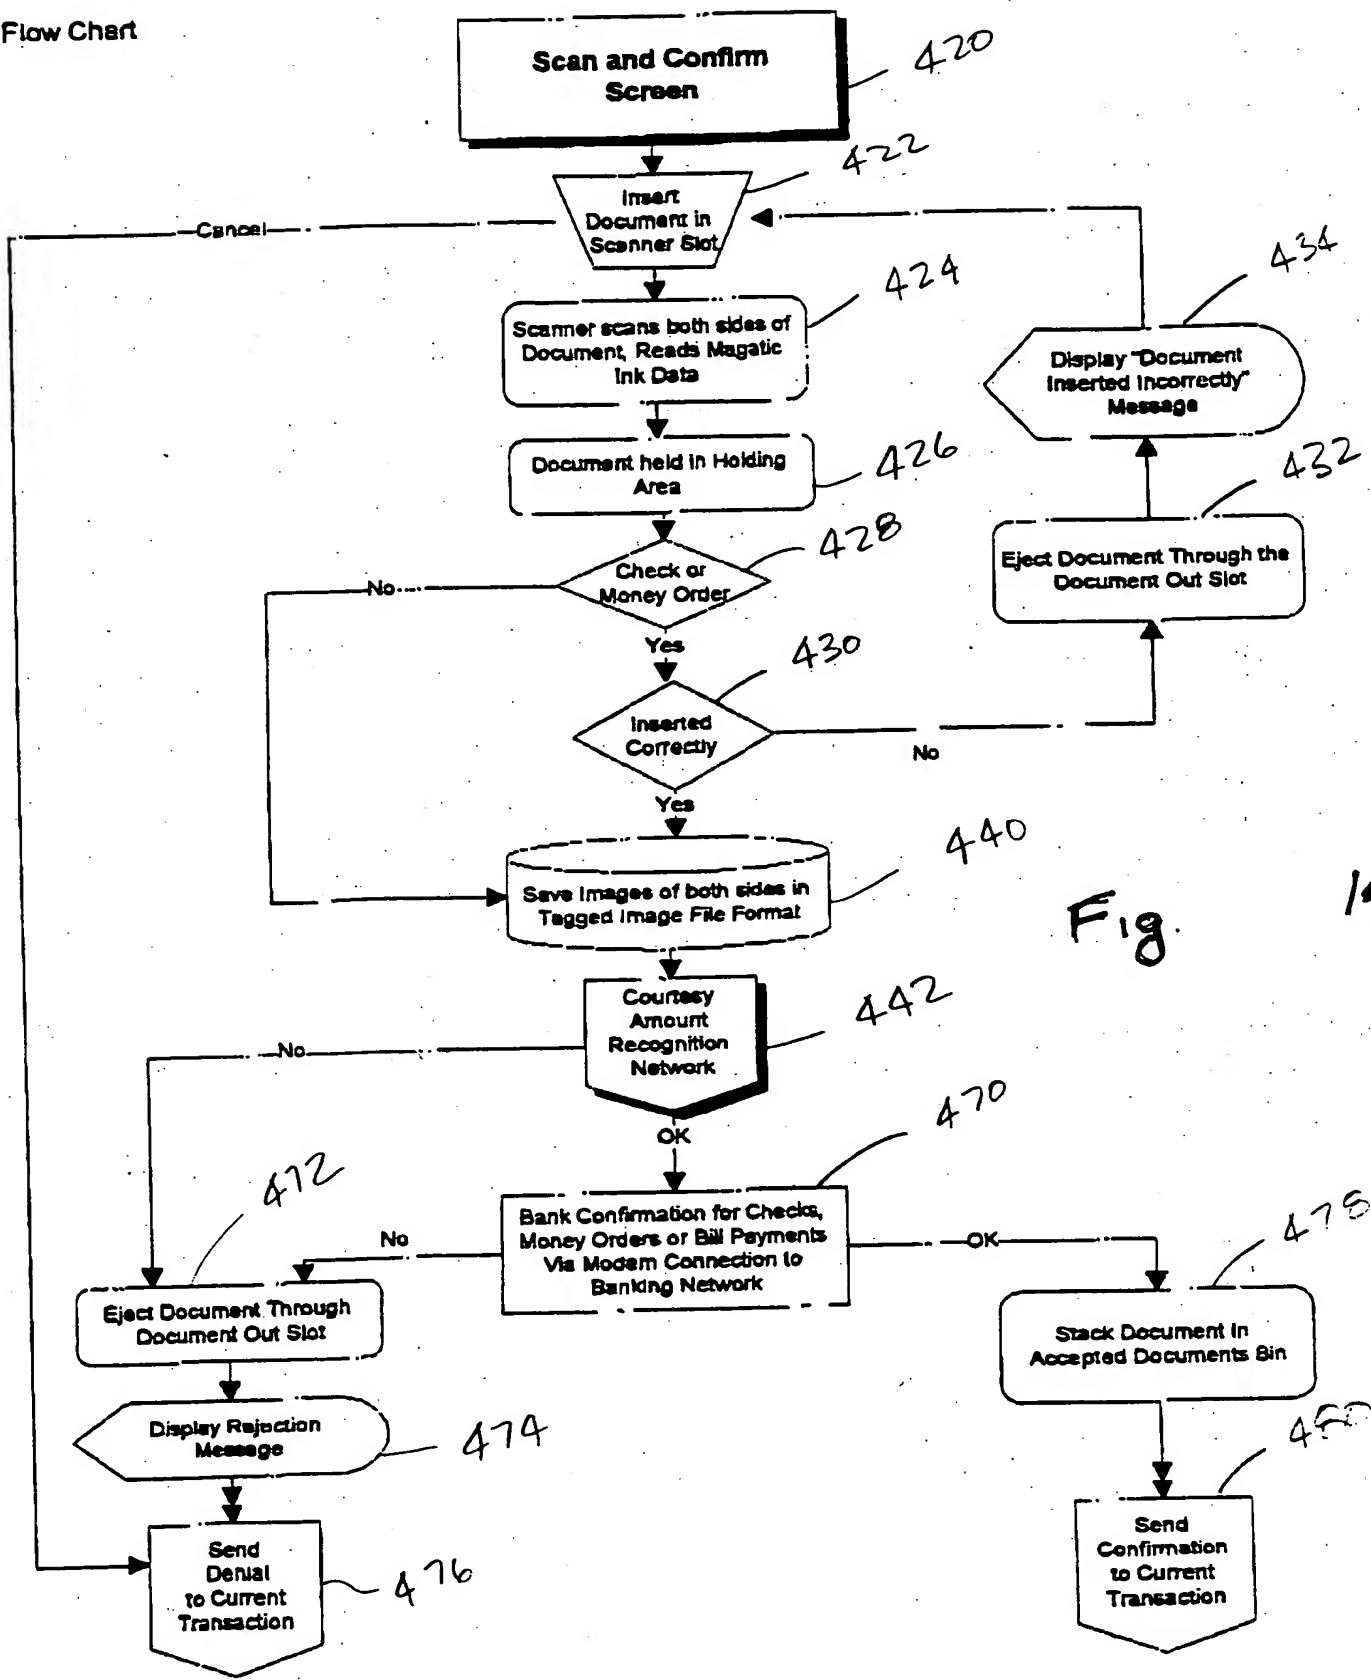 Flow Chart
Scan and Confirm
Screen
420
422
Insert
Document in
Scanner Slot
Cancel
424
Scanner scans both sides of
Document, Reads Magatic
Ink Data
434
Display "Document
Inserted Incorrectly"
Message
426
Document held in Holding
Area
432
Eject Document Through the
Document Out Slot
428
Check or
Money Order
No
Yes
430
Inserted
Correctly
No
Yes
440
Save Images of both sides in
Tagged Image File Format
Fig.
442
Courtesy
Amount
Recognition
Network
No
OK
470
472
Bank Confirmation for Checks,
Money Orders or Bill Payments
Via Modem Connection to
Banking Network
No
OK
478
Eject Document Through
Document Out Slot
Stack Document In
Accepted Documents Bin
Display Rejection
Message
474
Send
Denial
to Current
Transaction
476
Send
Confirmation
to Current
Transaction